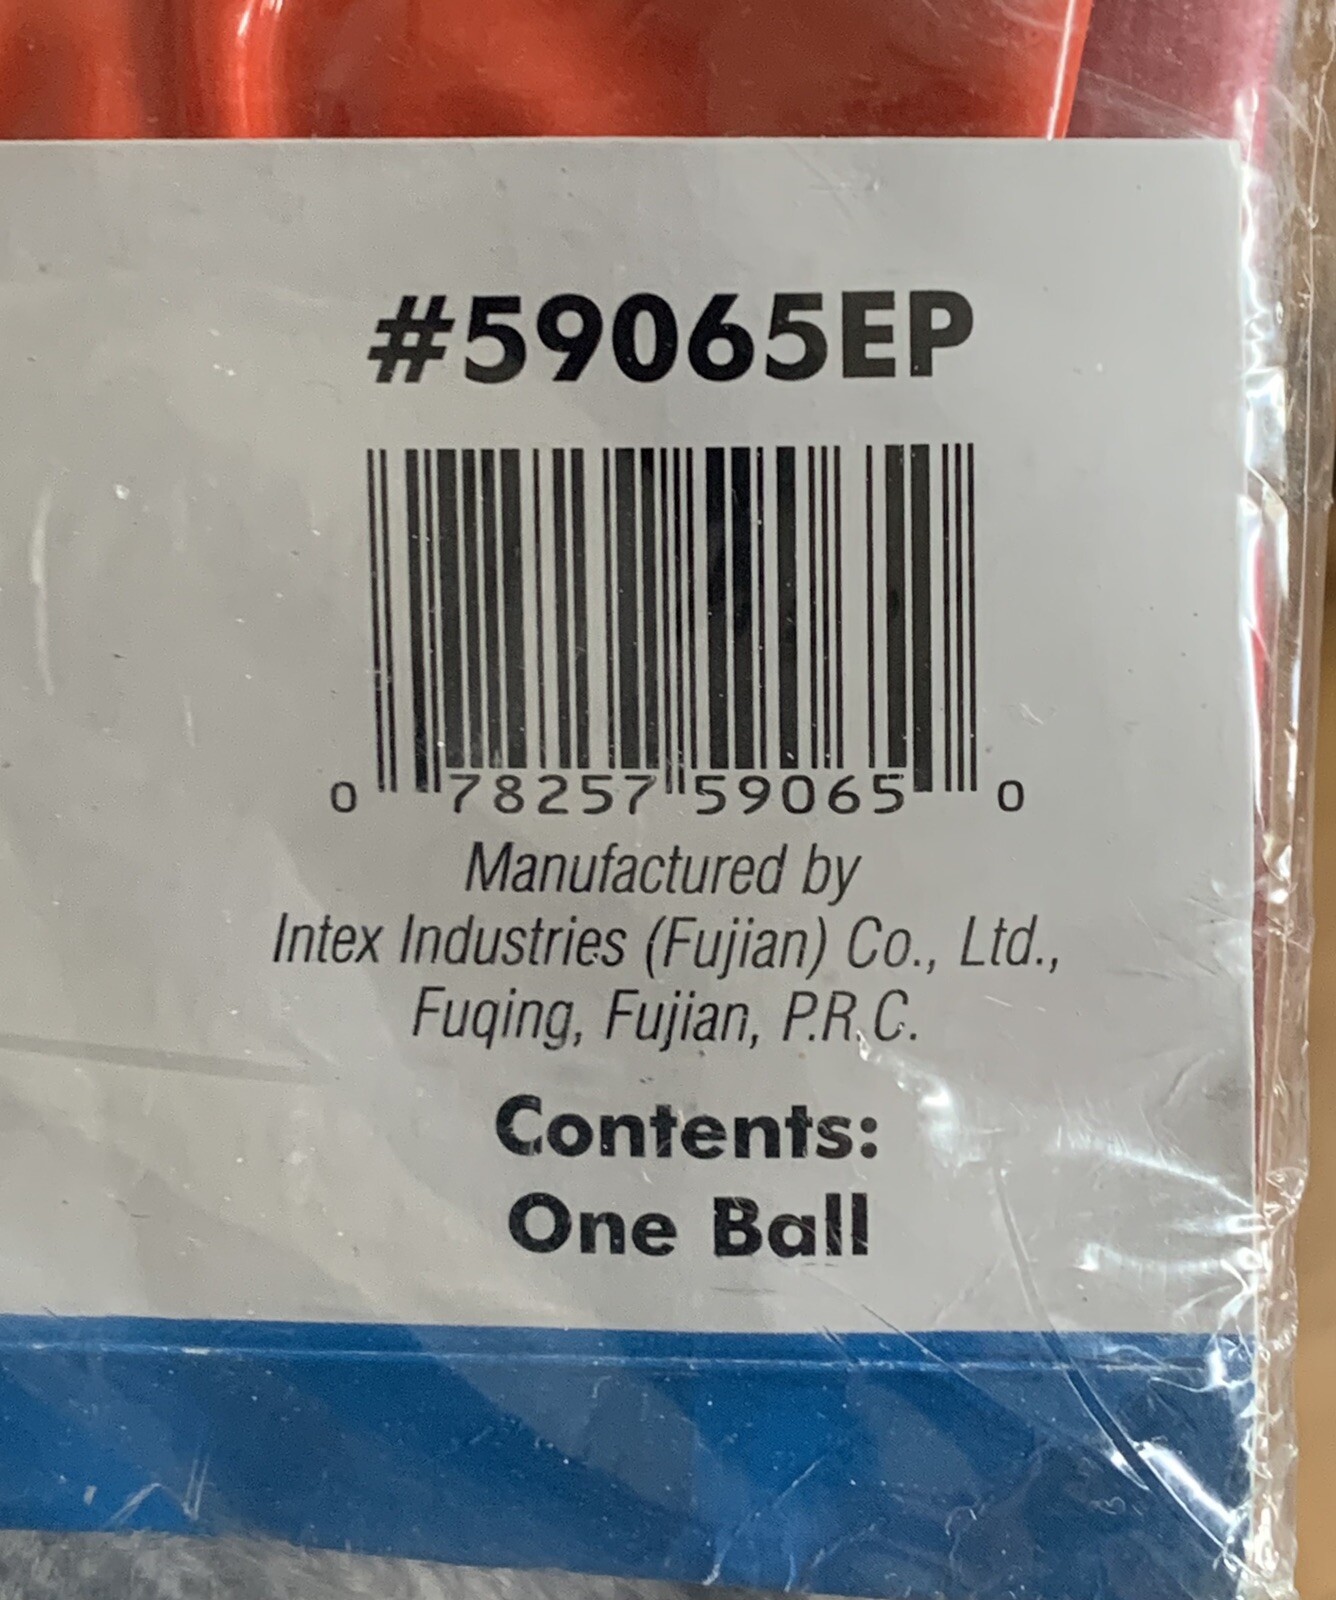 #59065EP
0 78257 59065 0
Manufactured by
Intex Industries (Fujian) Co., Ltd.,
Fuqing, Fujian, P.R.C.
Contents:
One Ball